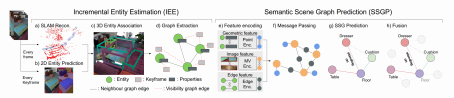 Incremental Entity Estimation (IEE)
Semantic Scene Graph Prediction (SSGP)
a) SLAM Recon.
c) 3D Entity Association
d) Graph Extraction
e) Feature encoding
f) Message Passing
g) SSG Prediction
h) Fusion
Every frame
b) 2D Entity Prediction
Every Keyframe
Geometric feature
Point Enc.
Image feature
MV Enc.
Edge feature
Edge Enc.
Dresser
Cushion
Table
Floor
Dresser
Cushion
Table
Floor
: Entity
: Keyframe
: Properties
: Neighbour graph edge
: Visibility graph edge